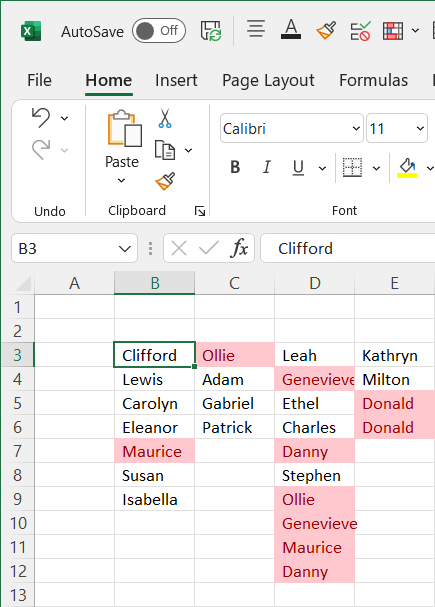 AutoSave Off
File Home Insert Page Layout Formulas
Paste
Calibri 11
B I U
Undo Clipboard Font
B3 fx Clifford
A B C D E
1
2
3 Clifford Ollie Leah Kathryn
4 Lewis Adam Genevieve Milton
5 Carolyn Gabriel Ethel Donald
6 Eleanor Patrick Charles Donald
7 Maurice Danny
8 Susan Stephen
9 Isabella Ollie
10 Genevieve
11 Maurice
12 Danny
13